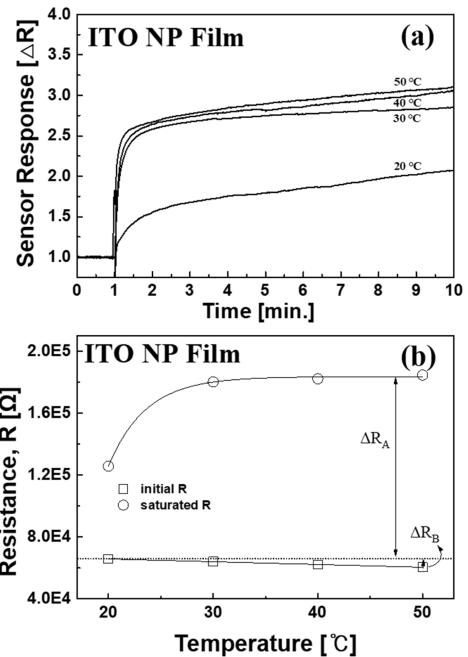 ITO NP Film
(a)
Sensor Response [△R]
4.0
3.5
3.0
2.5
2.0
1.5
1.0
50 °C
40 °C
30 °C
20 °C
0 1 2 3 4 5 6 7 8 9 10
Time [min.]
ITO NP Film
(b)
Resistance, R [Ω]
2.0E5
1.6E5
1.2E5
8.0E4
4.0E4
ΔR_A
initial R
saturated R
ΔR_B
20 30 40 50
Temperature [℃]